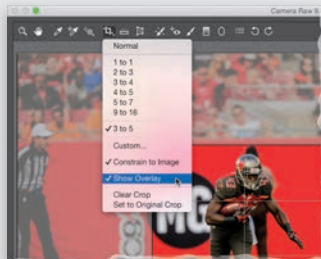 Camera Raw 9.
Normal
1 to 1
2 to 3
3 to 4
4 to 5
5 to 7
9 to 16
✓ 3 to 5
Custom...
✓ Constrain to Image
✓ Show Overlay
Clear Crop
Set to Original Crop